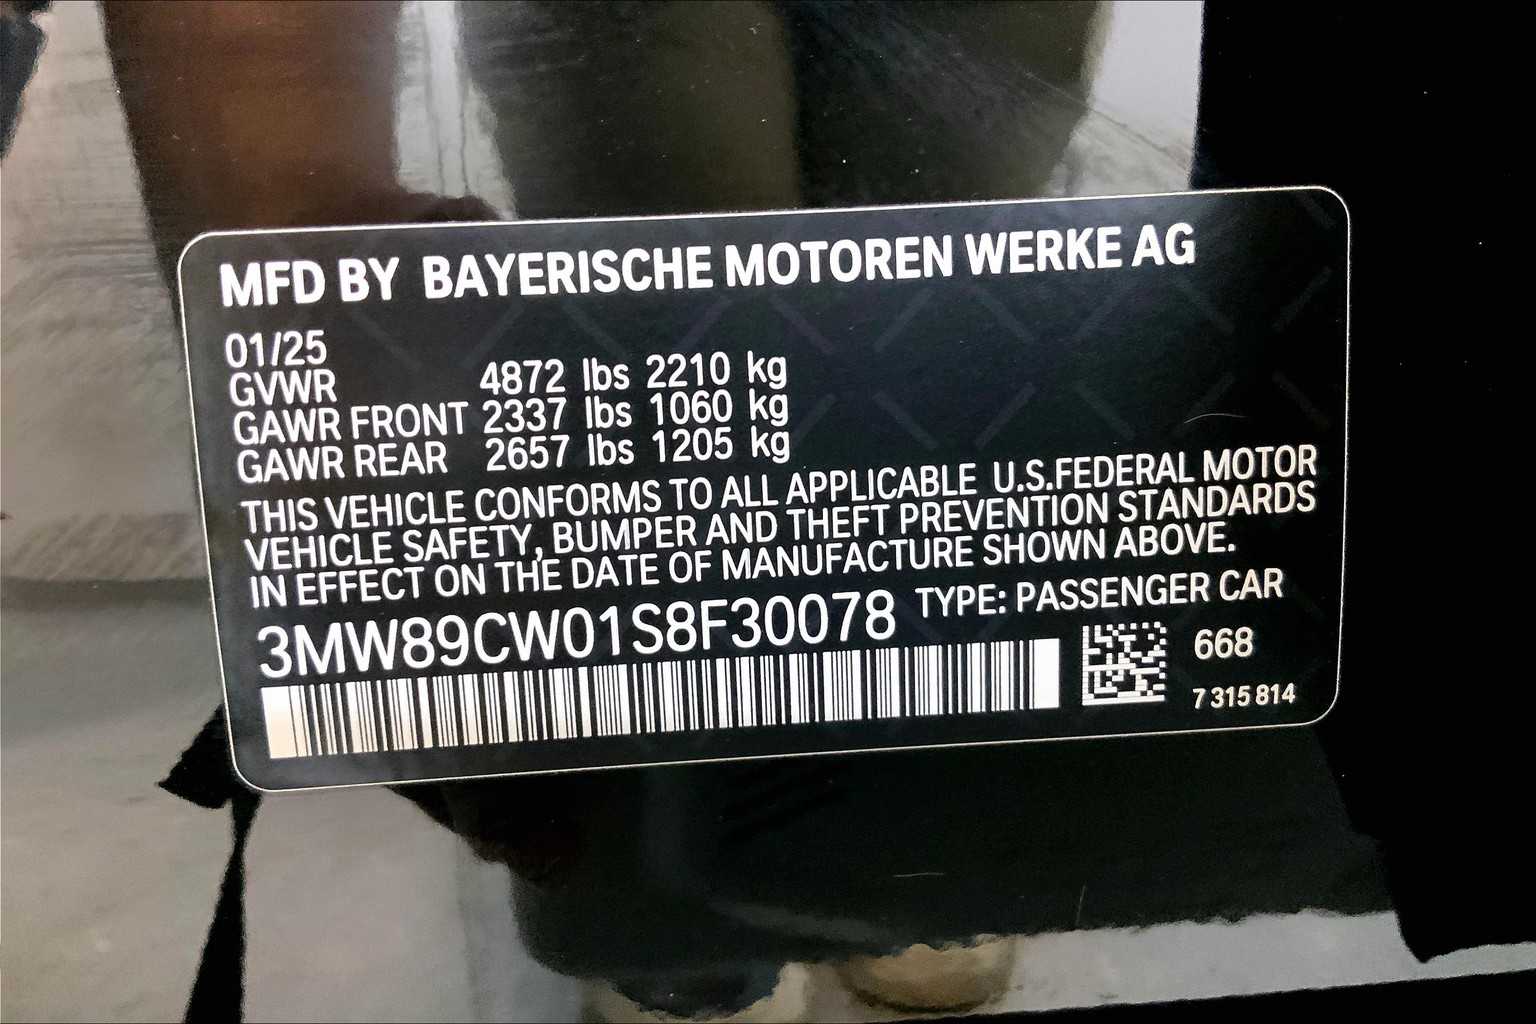 MFD BY BAYERISCHE MOTOREN WERKE AG
01/25
GVWR 4872 lbs 2210 kg
GAWR FRONT 2337 lbs 1060 kg
GAWR REAR 2657 lbs 1205 kg
THIS VEHICLE CONFORMS TO ALL APPLICABLE U.S.FEDERAL MOTOR
VEHICLE SAFETY, BUMPER AND THEFT PREVENTION STANDARDS
IN EFFECT ON THE DATE OF MANUFACTURE SHOWN ABOVE.
3MW89CW01S8F30078 TYPE: PASSENGER CAR
668
7 315 814